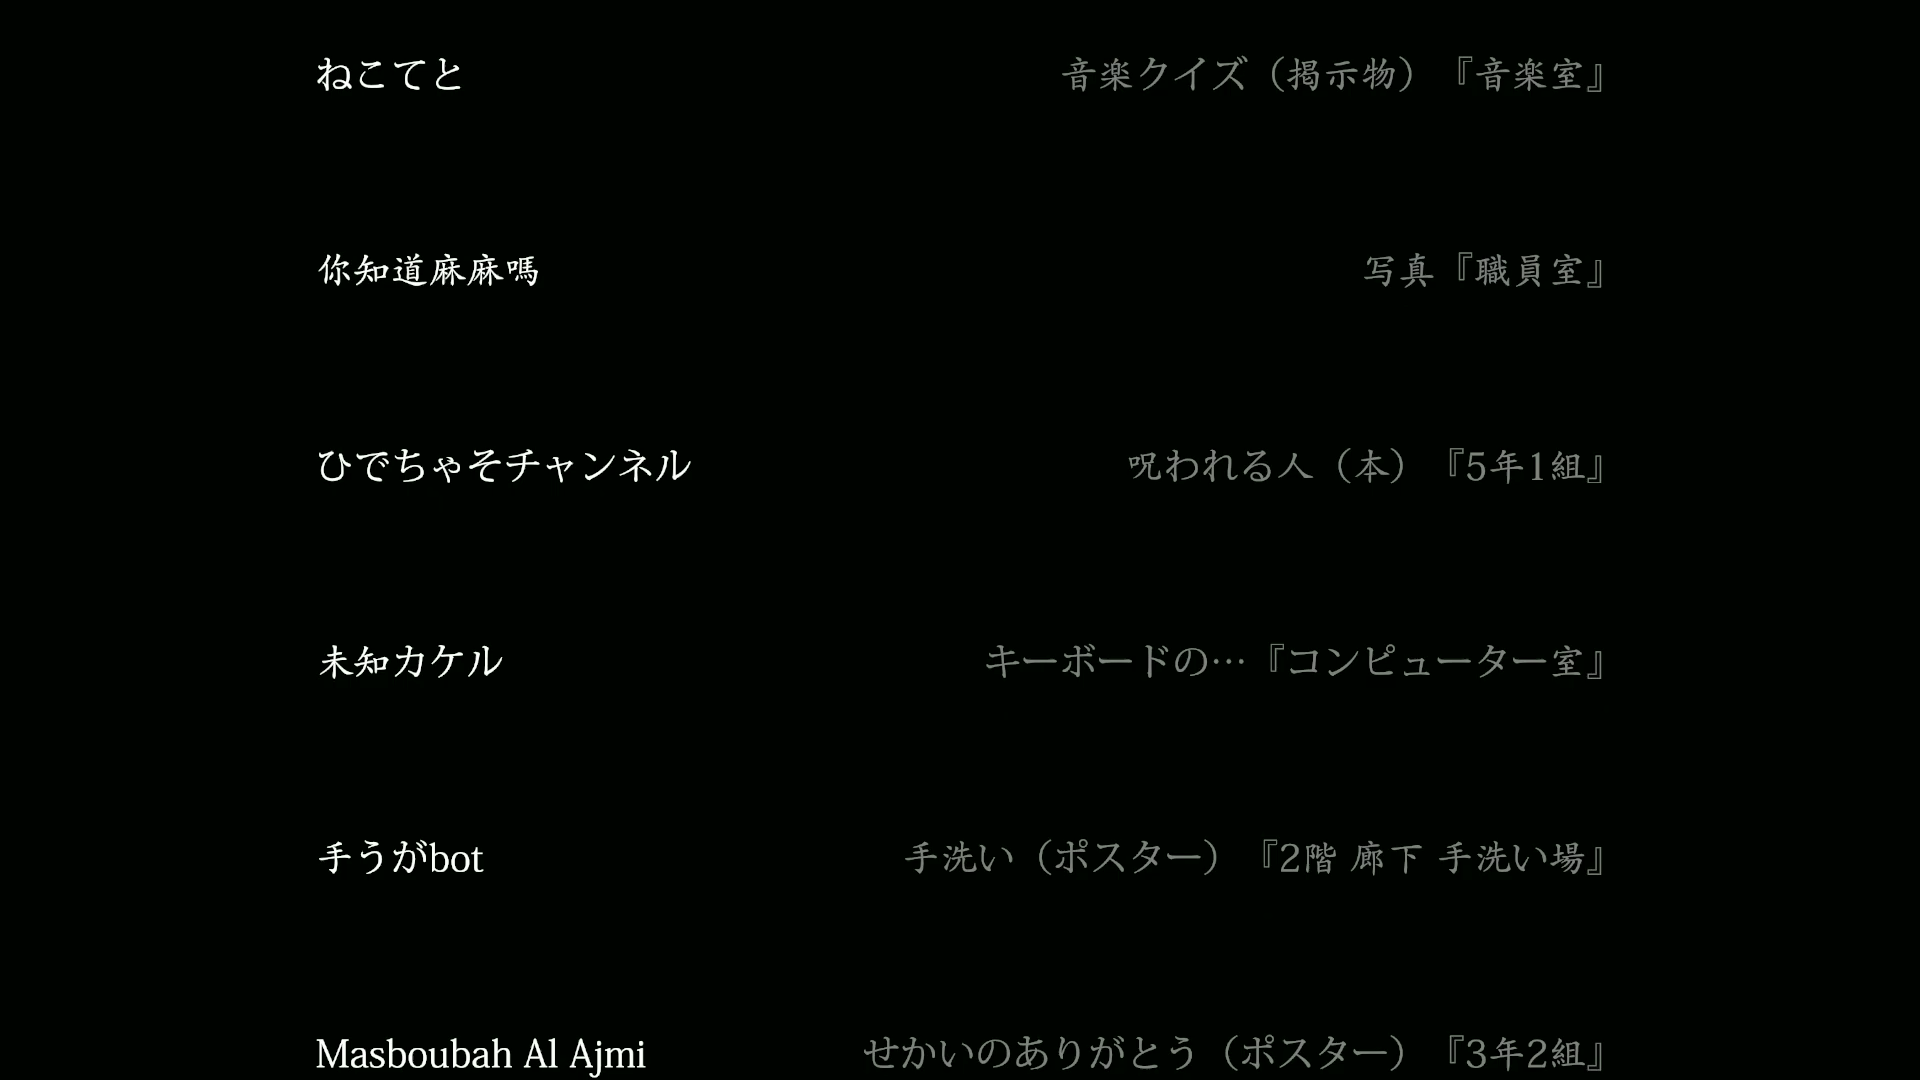 ねこてと 音楽クイズ（掲示物）『音楽室』
你知道麻麻嗎 写真『職員室』
ひでちゃそチャンネル 呪われる人（本）『5年1組』
未知カケル キーボードの…『コンピューター室』
手うがbot 手洗い（ポスター）『2階 廊下 手洗い場』
Masboubah Al Ajmi せかいのありがとう（ポスター）『3年2組』